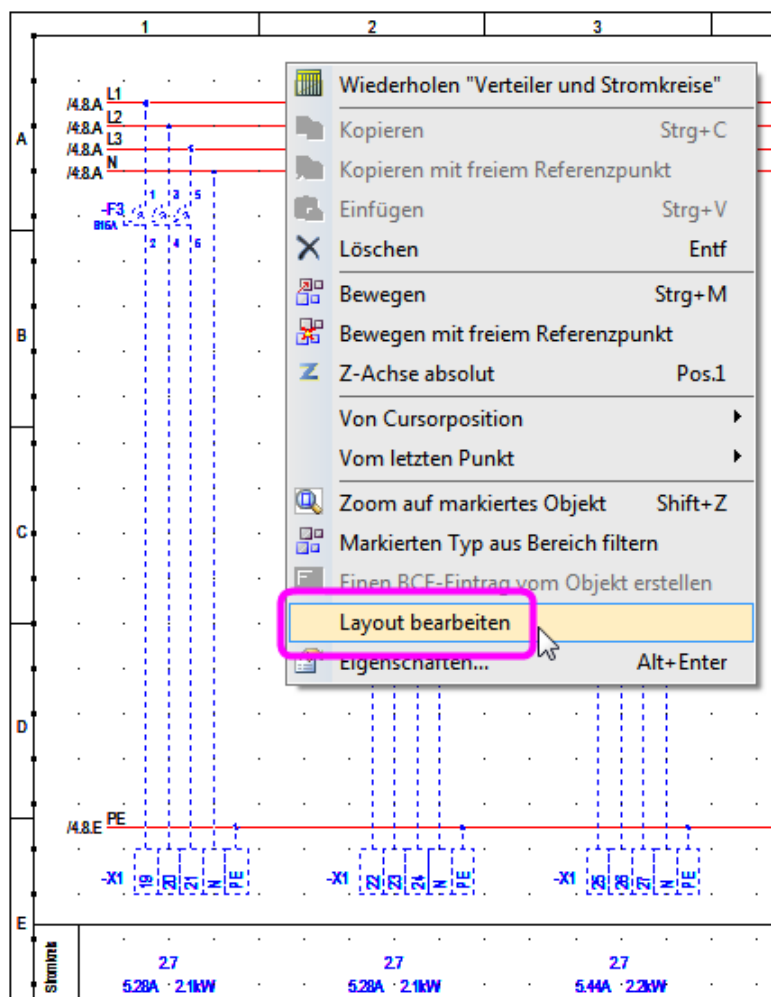 1 2 3
A
B
C
D
E
/4.8.A L1
/4.8.A L2
/4.8.A L3
/4.8.A N
1 3 5
-F3
B16A
2 4 6
Wiederholen "Verteiler und Stromkreise"
Kopieren Strg+C
Kopieren mit freiem Referenzpunkt
Einfügen Strg+V
Löschen Entf
Bewegen Strg+M
Bewegen mit freiem Referenzpunkt
Z-Achse absolut Pos.1
Von Cursorposition
Vom letzten Punkt
Zoom auf markiertes Objekt Shift+Z
Markierten Typ aus Bereich filtern
Einen BCF-Eintrag vom Objekt erstellen
Layout bearbeiten
Eigenschaften... Alt+Enter
/4.8.E PE
-X1 19 20 21 N PE
-X1 22 23 24 N PE
-X1 25 26 27 N PE
Stromkreis
2.7 2.7 2.7
5.28A 2.1kW 5.28A 2.1kW 5.44A 2.2kW